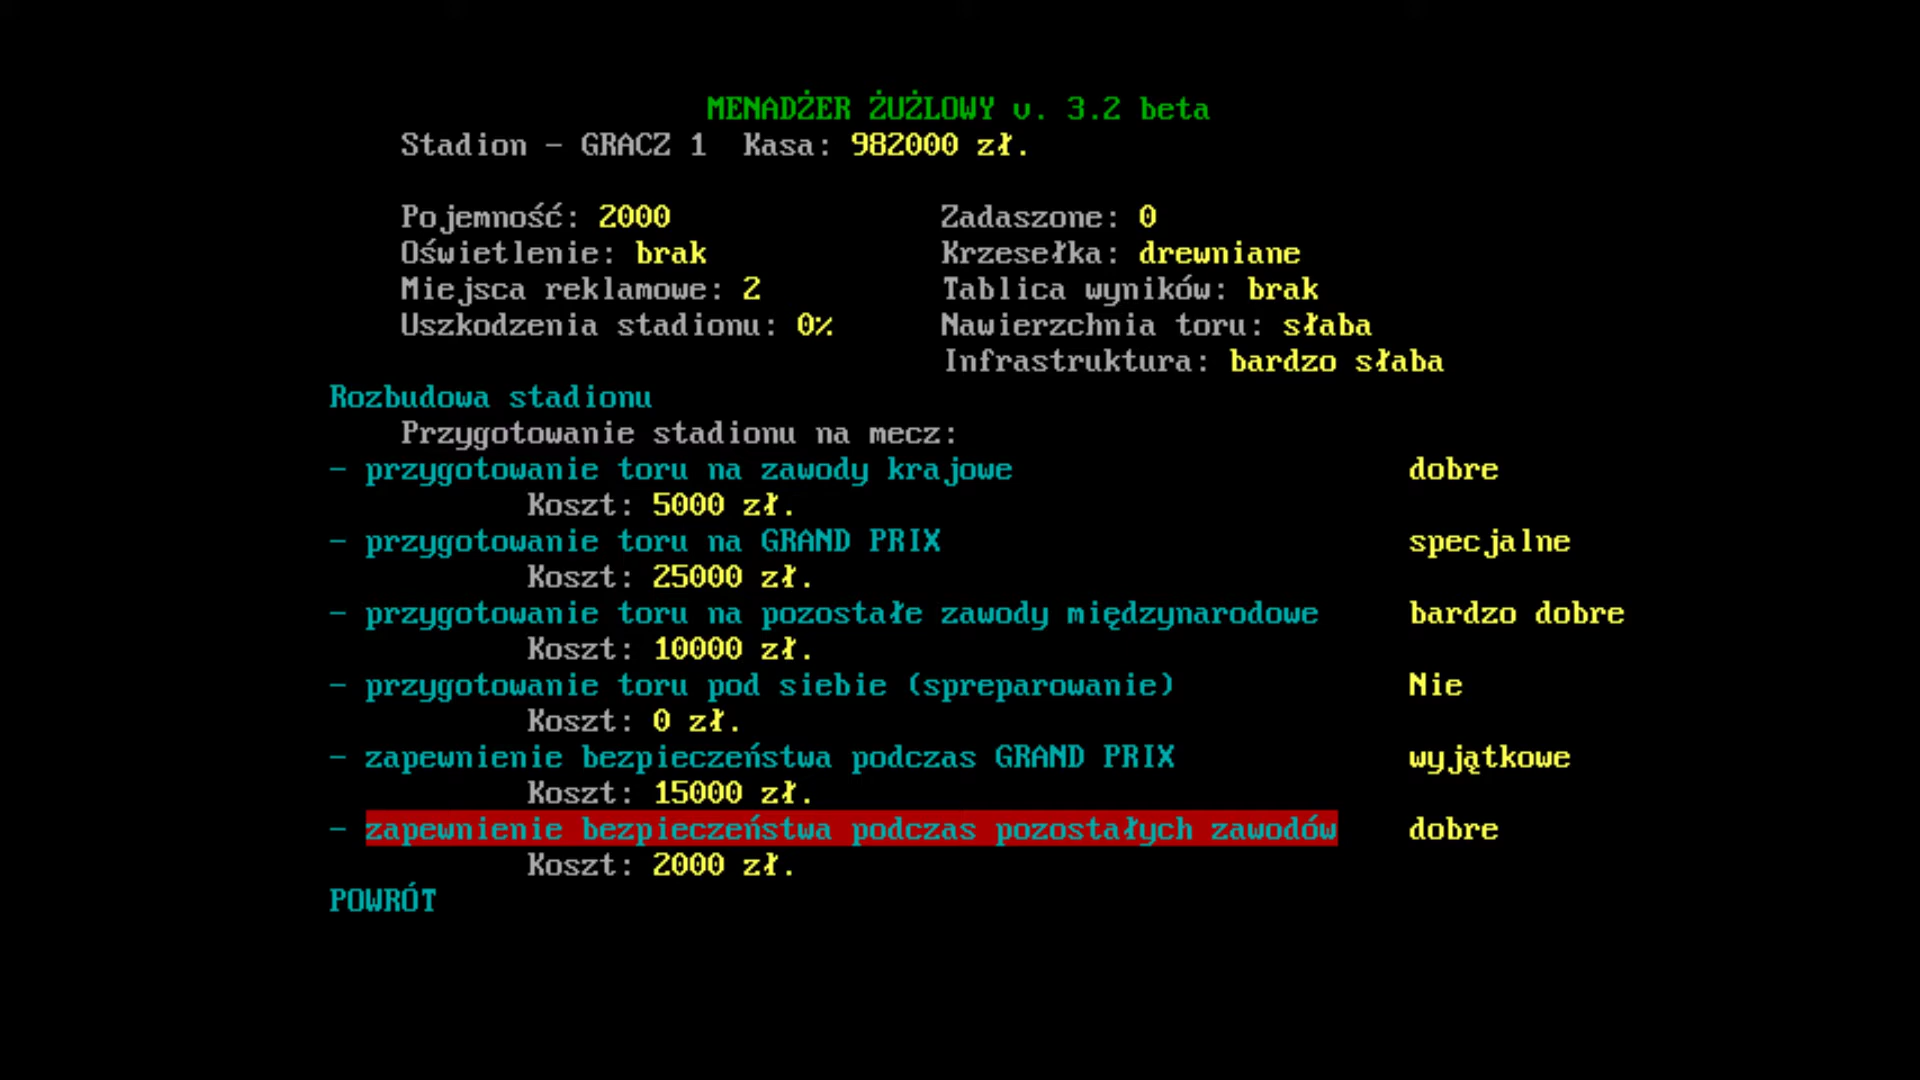 MENADŻER ŻUŻLOWY v. 3.2 beta
Stadion - GRACZ 1 Kasa: 982000 zł.
Pojemność: 2000 Zadaszone: 0
Oświetlenie: brak Krzesełka: drewniane
Miejsca reklamowe: 2 Tablica wyników: brak
Uszkodzenia stadionu: 0% Nawierzchnia toru: słaba
Infrastruktura: bardzo słaba
Rozbudowa stadionu
Przygotowanie stadionu na mecz:
- przygotowanie toru na zawody krajowe dobre
Koszt: 5000 zł.
- przygotowanie toru na GRAND PRIX specjalne
Koszt: 25000 zł.
- przygotowanie toru na pozostałe zawody międzynarodowe bardzo dobre
Koszt: 10000 zł.
- przygotowanie toru pod siebie (spreparowanie) Nie
Koszt: 0 zł.
- zapewnienie bezpieczeństwa podczas GRAND PRIX wyjątkowe
Koszt: 15000 zł.
- zapewnienie bezpieczeństwa podczas pozostałych zawodów dobre
Koszt: 2000 zł.
POWRÓT